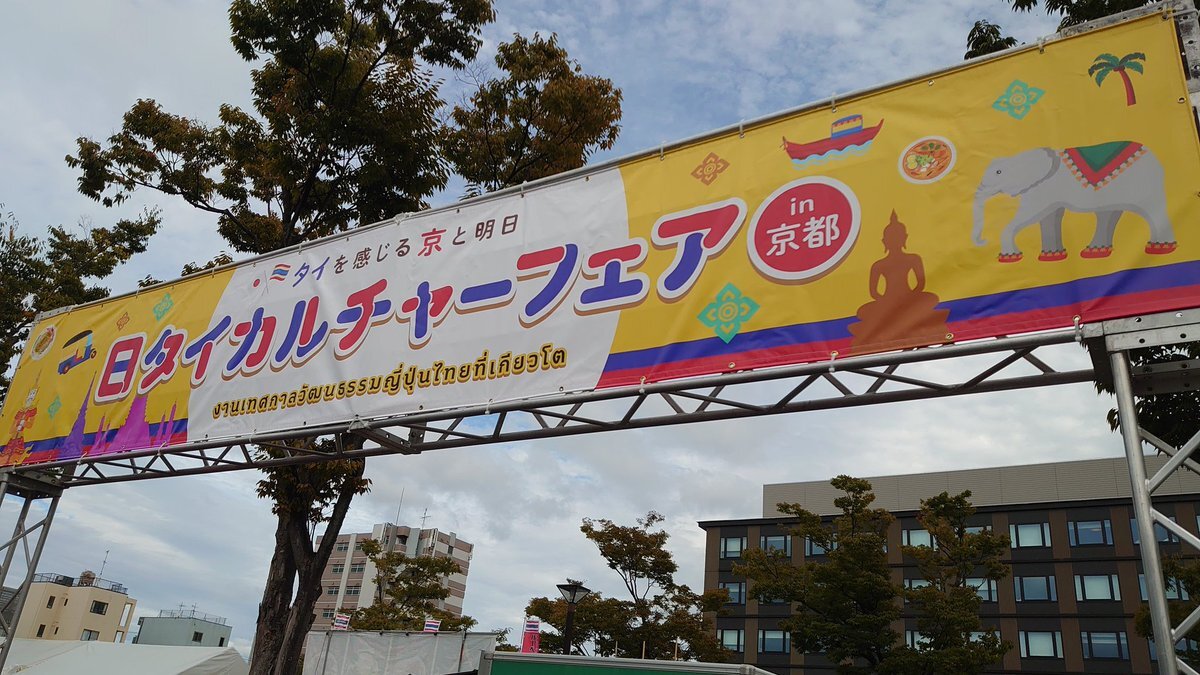 タイを感じる京と明日
日タイカルチャーフェア
in
京都
งานเทศกาลวัฒนธรรมญี่ปุ่นไทยที่เกียวโต